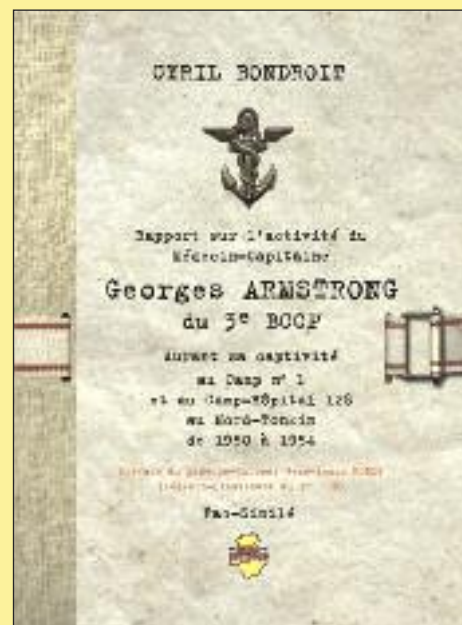 CYRIL BONDROIT
Rapport sur l'activité du
Médecin-Capitaine
Georges ARMSTRONG
du 3e BCCP
durant sa captivité
au Camp n° 1
et au Camp-Hôpital 128
au Nord-Tonkin
de 1950 à 1954
Fac-Similé